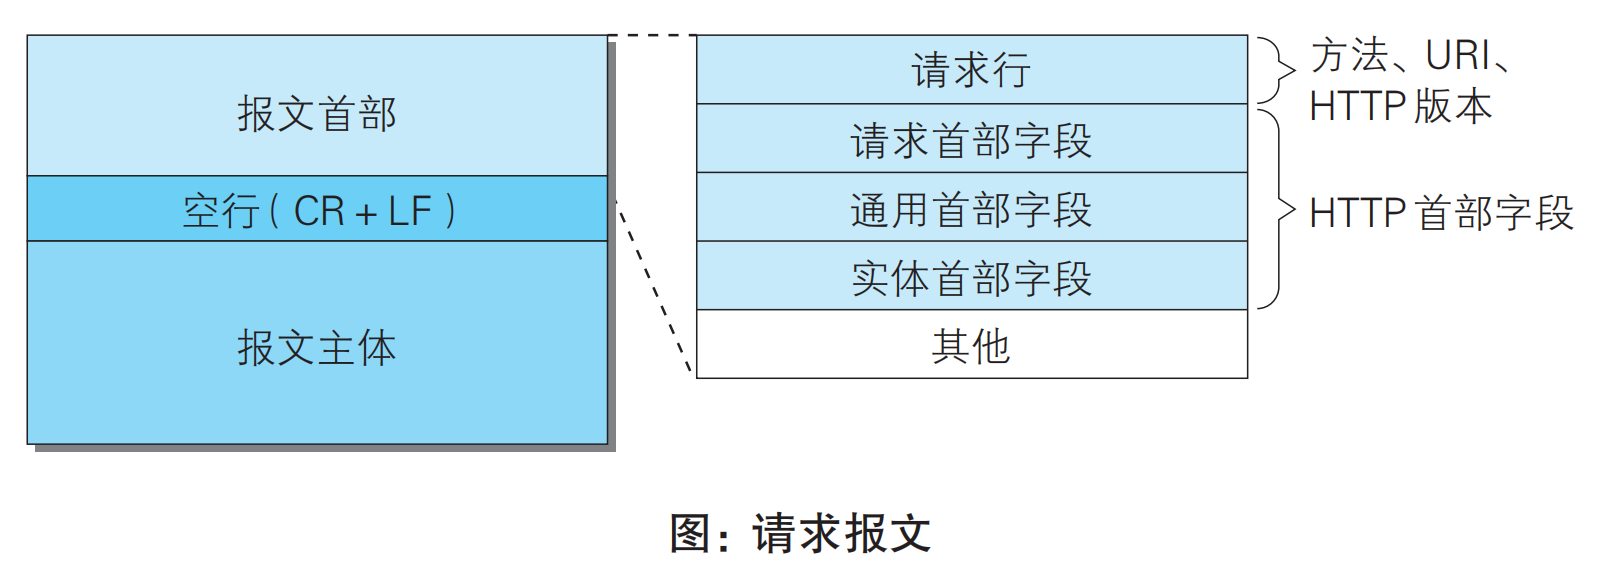 报文首部
空行（CR + LF）
报文主体
请求行
请求首部字段
通用首部字段
实体首部字段
其他
方法、URI、
HTTP 版本
HTTP 首部字段
图：请求报文